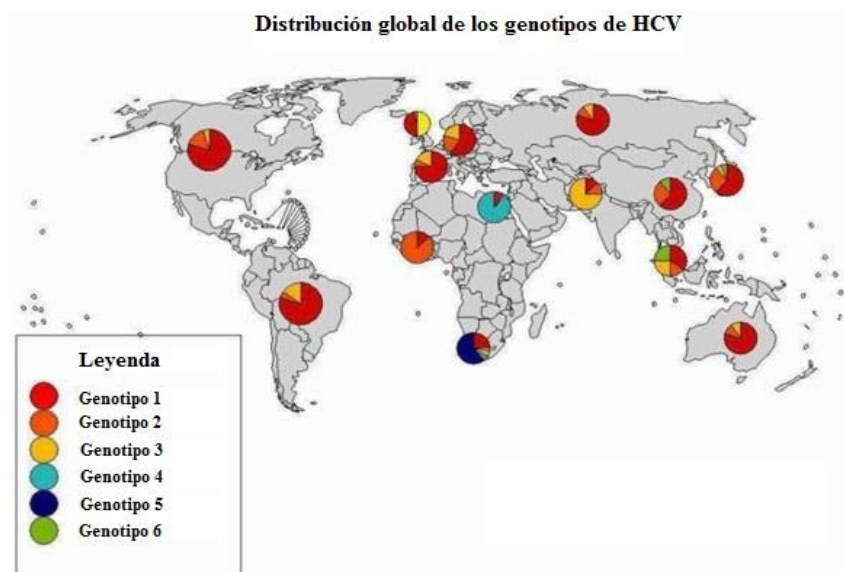 Distribución global de los genotipos de HCV
Leyenda
Genotipo 1
Genotipo 2
Genotipo 3
Genotipo 4
Genotipo 5
Genotipo 6